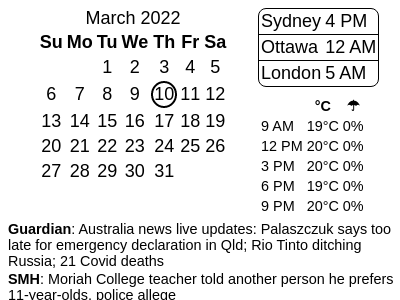 March 2022
Su Mo Tu We Th Fr Sa
1 2 3 4 5
6 7 8 9 10 11 12
13 14 15 16 17 18 19
20 21 22 23 24 25 26
27 28 29 30 31
Sydney 4 PM
Ottawa 12 AM
London 5 AM
°C ☂
9 AM 19°C 0%
12 PM 20°C 0%
3 PM 20°C 0%
6 PM 19°C 0%
9 PM 20°C 0%
Guardian: Australia news live updates: Palaszczuk says too
late for emergency declaration in Qld; Rio Tinto ditching
Russia; 21 Covid deaths
SMH: Moriah College teacher told another person he prefers
11-year-olds, police allege